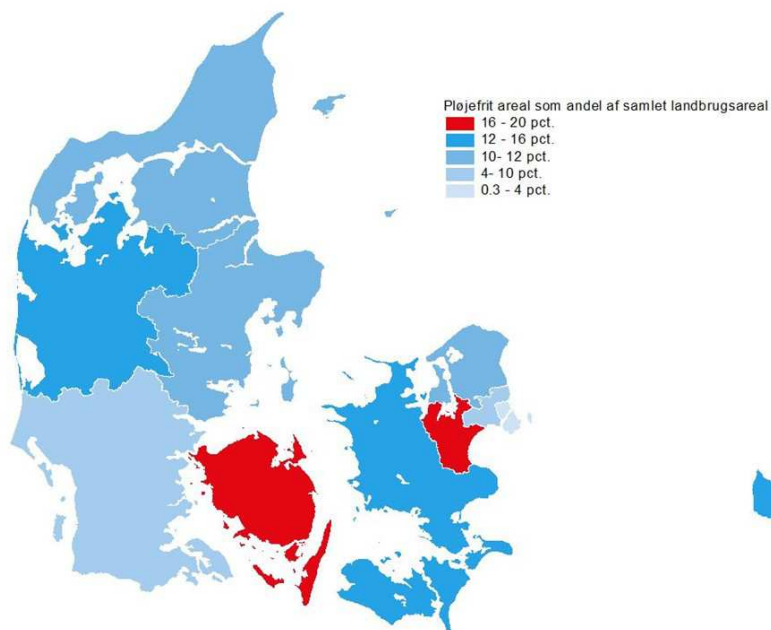 Pløjefrit areal som andel af samlet landbrugsareal
16 - 20 pct.
12 - 16 pct.
10- 12 pct.
4- 10 pct.
0.3 - 4 pct.